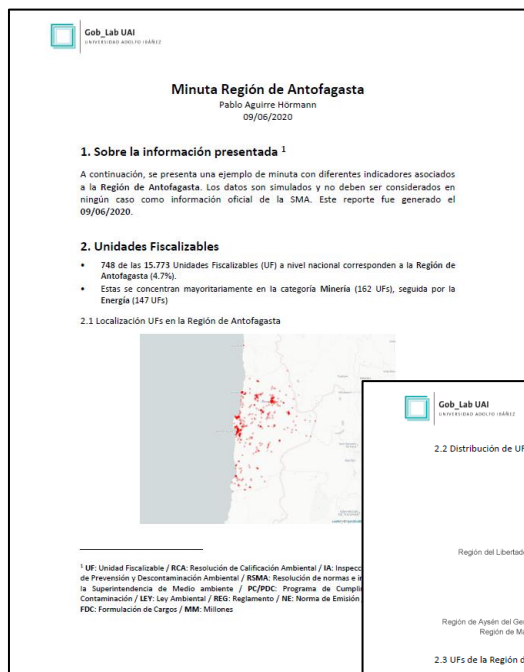 Gob_Lab UAI
UNIVERSIDAD ADOLFO IBÁÑEZ
Minuta Región de Antofagasta
Pablo Aguirre Hörmann
09/06/2020
1. Sobre la información presentada ¹
A continuación, se presenta una ejemplo de minuta con diferentes indicadores asociados
a la Región de Antofagasta. Los datos son simulados y no deben ser considerados en
ningún caso como información oficial de la SMA. Este reporte fue generado el
09/06/2020.
2. Unidades Fiscalizables
• 748 de las 15.773 Unidades Fiscalizables (UF) a nivel nacional corresponden a la Región de
Antofagasta (4.7%).
• Estas se concentran mayoritariamente en la categoría Minería (162 UFs), seguida por la
Energía (147 UFs)
2.1 Localización UFs en la Región de Antofagasta
¹ UF: Unidad Fiscalizable / RCA: Resolución de Calificación Ambiental / IA: Inspecc
de Prevención y Descontaminación Ambiental / RSMA: Resolución de normas e i
la Superintendencia de Medio ambiente / PC/PDC: Programa de Cumpli
Contaminación / LEY: Ley Ambiental / REG: Reglamento / NE: Norma de Emisión
FDC: Formulación de Cargos / MM: Millones
Gob_Lab UAI
UNIVERSIDAD ADOLFO IBÁÑEZ
2.2 Distribución de UF
Región del Libertado
Región de Aysén del Gen
Región de Ma
2.3 UFs de la Región d